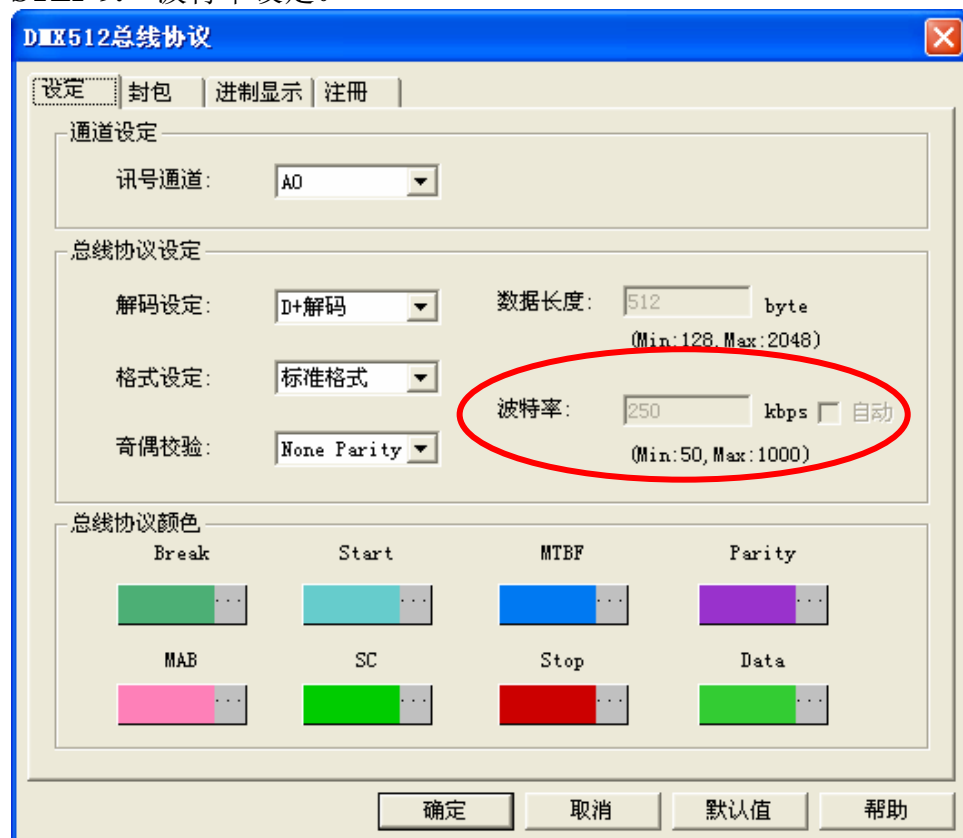 DMX512总线协议
设定 封包 进制显示 注册
通道设定
讯号通道: A0
总线协议设定
解码设定: D+解码 数据长度: 512 byte
(Min:128,Max:2048)
格式设定: 标准格式
波特率: 250 kbps 自动
奇偶校验: None Parity (Min:50,Max:1000)
总线协议颜色
Break Start MTBF Parity
... ... ... ...
MAB SC Stop Data
... ... ... ...
确定 取消 默认值 帮助